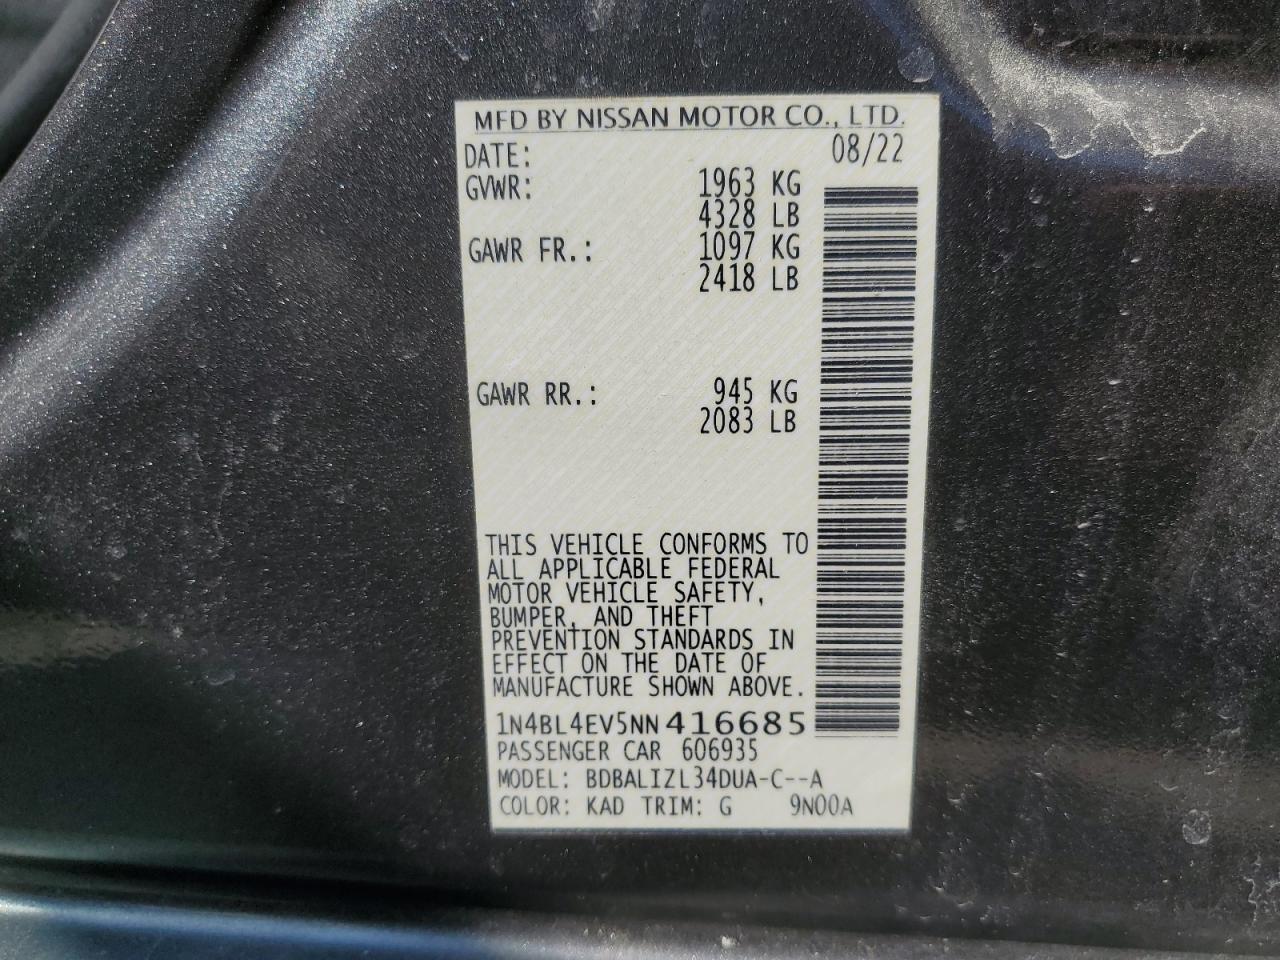 MFD BY NISSAN MOTOR CO., LTD.
DATE: 08/22
GVWR: 1963 KG
4328 LB
GAWR FR.: 1097 KG
2418 LB
GAWR RR.: 945 KG
2083 LB
THIS VEHICLE CONFORMS TO
ALL APPLICABLE FEDERAL
MOTOR VEHICLE SAFETY,
BUMPER, AND THEFT
PREVENTION STANDARDS IN
EFFECT ON THE DATE OF
MANUFACTURE SHOWN ABOVE.
1N4BL4EV5NN416685
PASSENGER CAR 606935
MODEL: BDBALIZL34DUA-C--A
COLOR: KAD TRIM: G 9N00A